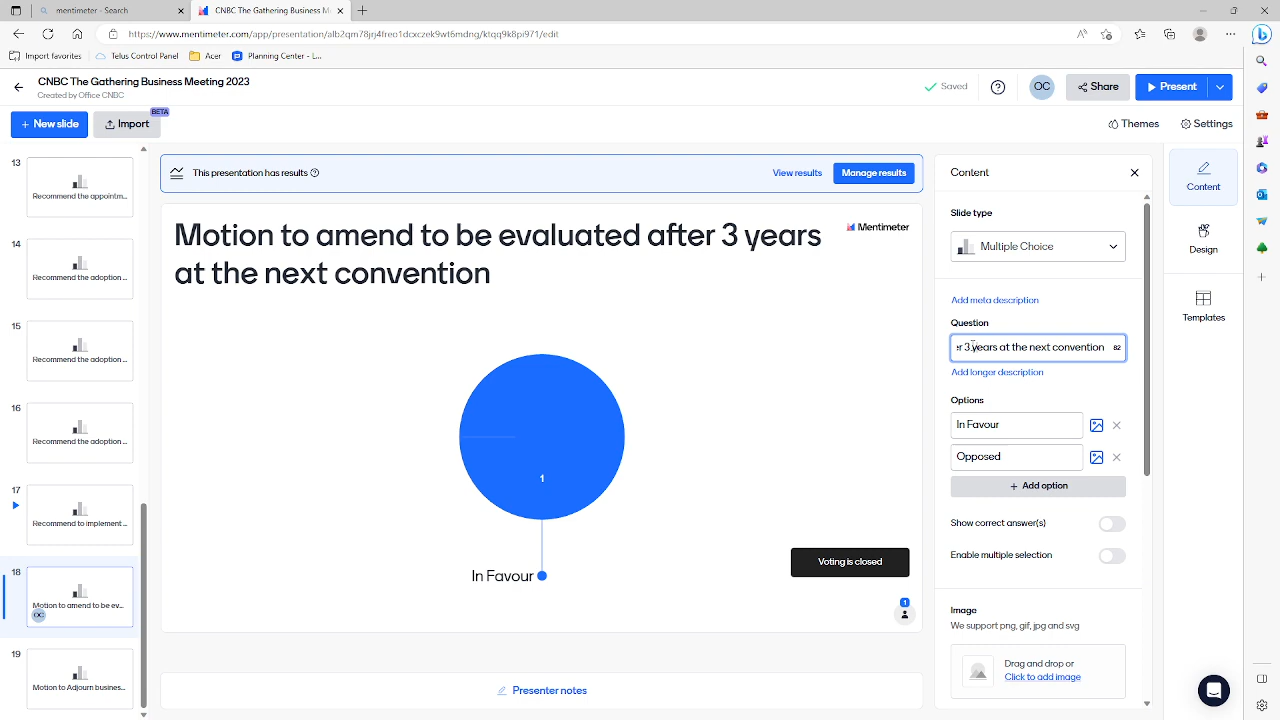 mentimeter - Search
CNBC The Gathering Business M
https://www.mentimeter.com/app/presentation/alb2qm78jrj4freo1dcxczek9wt6mdng/ktqq9k8pi971/edit
Import favorites
Telus Control Panel
Acer
Planning Center - L...
CNBC The Gathering Business Meeting 2023
Created by Office CNBC
Saved
OC
Share
Present
+ New slide
Import
BETA
Themes
Settings
13
Recommend the appointm...
14
Recommend the adoption ...
15
Recommend the adoption ...
16
Recommend the adoption ...
17
Recommend to implement ...
18
Motion to amend to be ev...
OC
19
Motion to Adjourn busines...
This presentation has results
View results
Manage results
Motion to amend to be evaluated after 3 years
at the next convention
Mentimeter
1
In Favour
Voting is closed
1
Presenter notes
Content
Slide type
Multiple Choice
Add meta description
Question
er 3 years at the next convention 82
Add longer description
Options
In Favour
Opposed
+ Add option
Show correct answer(s)
Enable multiple selection
Image
We support png, gif, jpg and svg
Drag and drop or
Click to add image
Content
Design
Templates